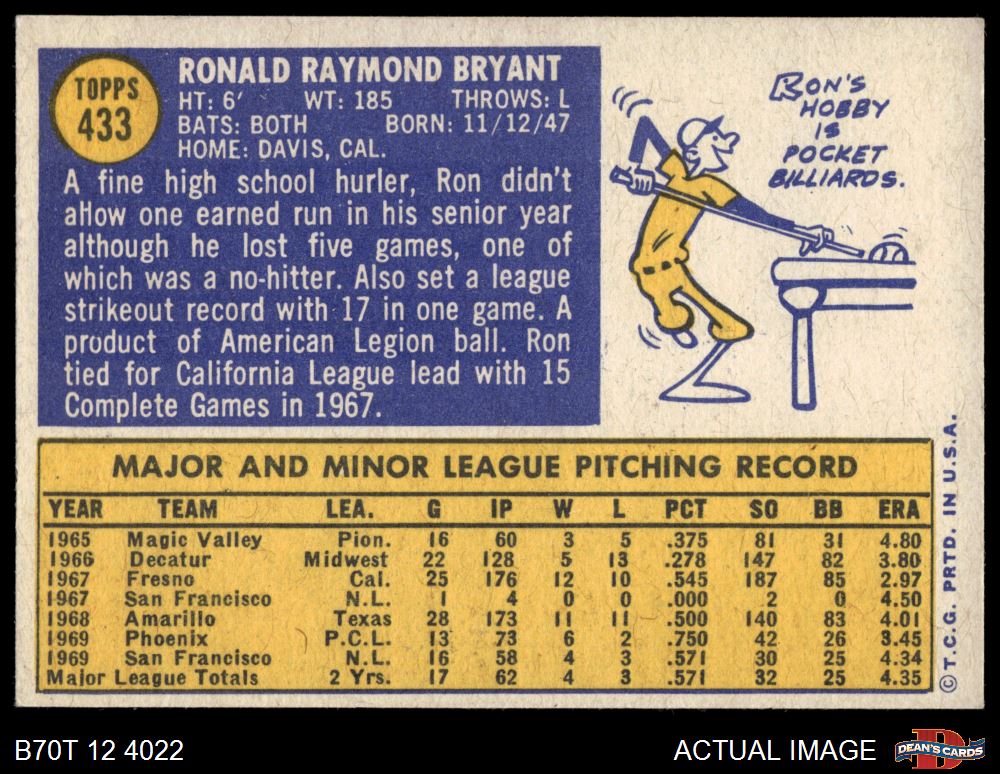 TOPPS
433
RONALD RAYMOND BRYANT
HT: 6' WT: 185 THROWS: L
BATS: BOTH BORN: 11/12/47
HOME: DAVIS, CAL.
A fine high school hurler, Ron didn't
allow one earned run in his senior year
although he lost five games, one of
which was a no-hitter. Also set a league
strikeout record with 17 in one game. A
product of American Legion ball. Ron
tied for California League lead with 15
Complete Games in 1967.
RON'S
HOBBY
IS
POCKET
BILLIARDS.
MAJOR AND MINOR LEAGUE PITCHING RECORD
YEAR TEAM LEA. G IP W L PCT SO BB ERA
1965 Magic Valley Pion. 16 60 3 5 .375 81 31 4.80
1966 Decatur Midwest 22 128 5 13 .278 147 82 3.80
1967 Fresno Cal. 25 176 12 10 .545 187 85 2.97
1967 San Francisco N.L. 1 4 0 0 .000 2 0 4.50
1968 Amarillo Texas 28 173 11 11 .500 140 83 4.01
1969 Phoenix P.C.L. 13 73 6 2 .750 42 26 3.45
1969 San Francisco N.L. 16 58 4 3 .571 30 25 4.34
Major League Totals 2 Yrs. 17 62 4 3 .571 32 25 4.35
© T.C.G. PRTD. IN U.S.A.
B70T 12 4022
ACTUAL IMAGE
DEAN'S CARDS